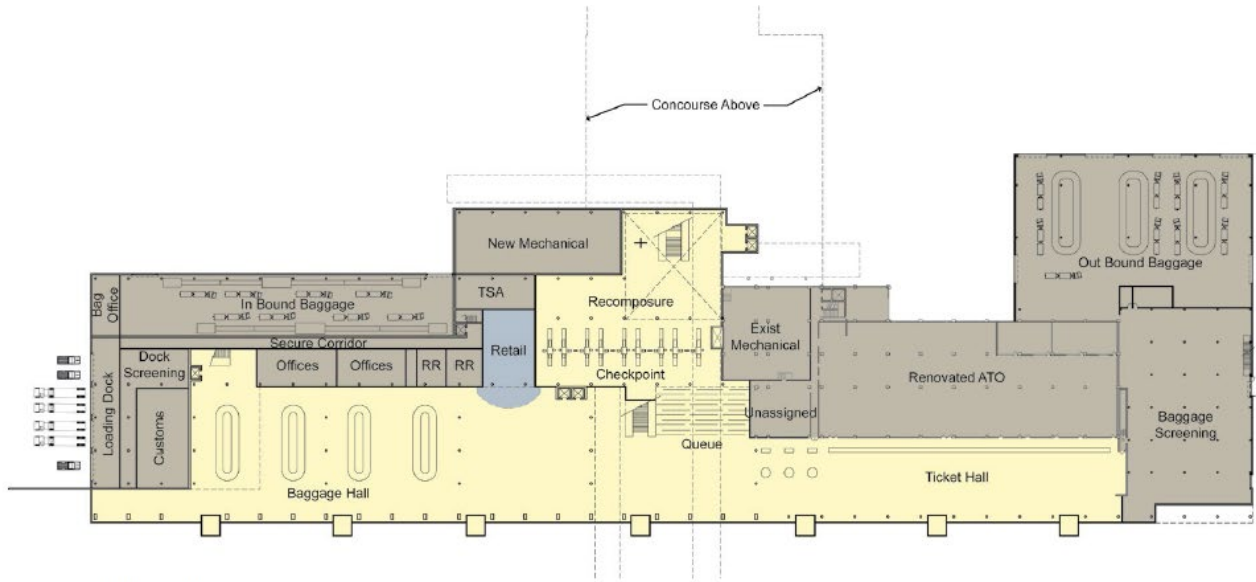 Concourse Above
New Mechanical
Out Bound Baggage
Bag
Office
In Bound Baggage
TSA
Recomposure
Exist
Mechanical
Secure Corridor
Retail
Dock
Screening
Offices
Offices
RR
RR
Checkpoint
Renovated ATO
Loading Dock
Customs
Unassigned
Baggage
Screening
Queue
Baggage Hall
Ticket Hall